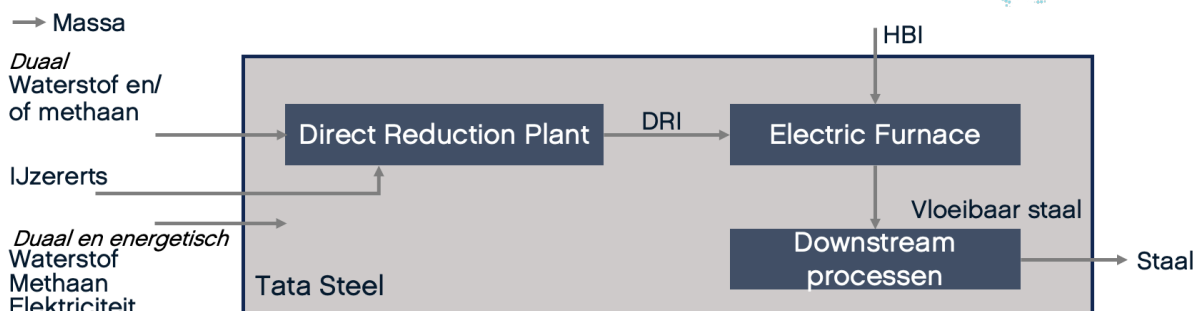 Massa
Duaal
Waterstof en/
of methaan
HBI
Direct Reduction Plant
DRI
Electric Furnace
IJzererts
Vloeibaar staal
Duaal en energetisch
Waterstof
Methaan
Elektriciteit
Tata Steel
Downstream
processen
Staal